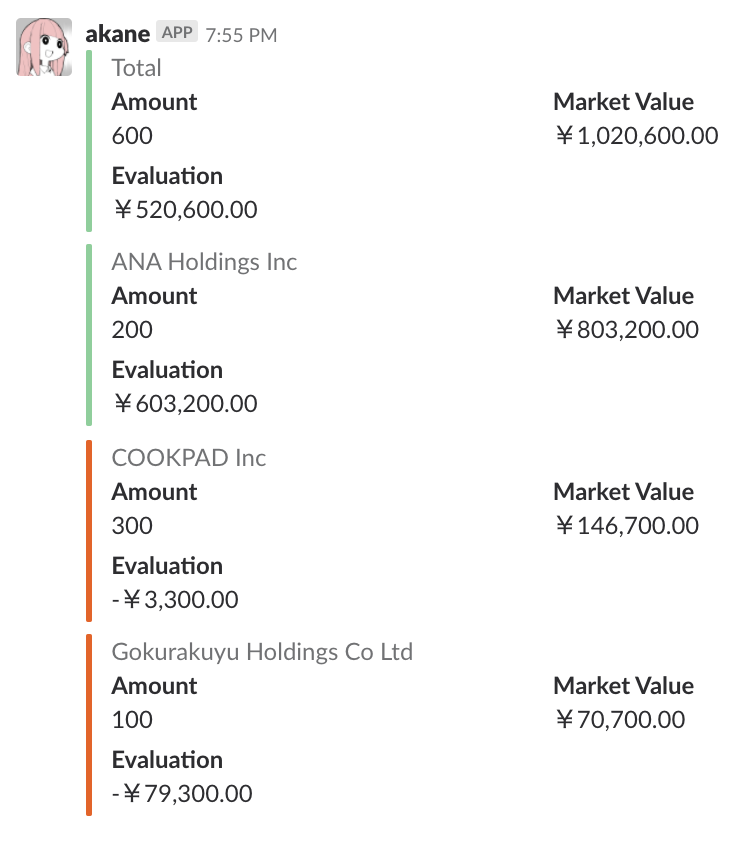 akane APP 7:55 PM
Total
Amount Market Value
600 ￥1,020,600.00
Evaluation
￥520,600.00
ANA Holdings Inc
Amount Market Value
200 ￥803,200.00
Evaluation
￥603,200.00
COOKPAD Inc
Amount Market Value
300 ￥146,700.00
Evaluation
-￥3,300.00
Gokurakuyu Holdings Co Ltd
Amount Market Value
100 ￥70,700.00
Evaluation
-￥79,300.00